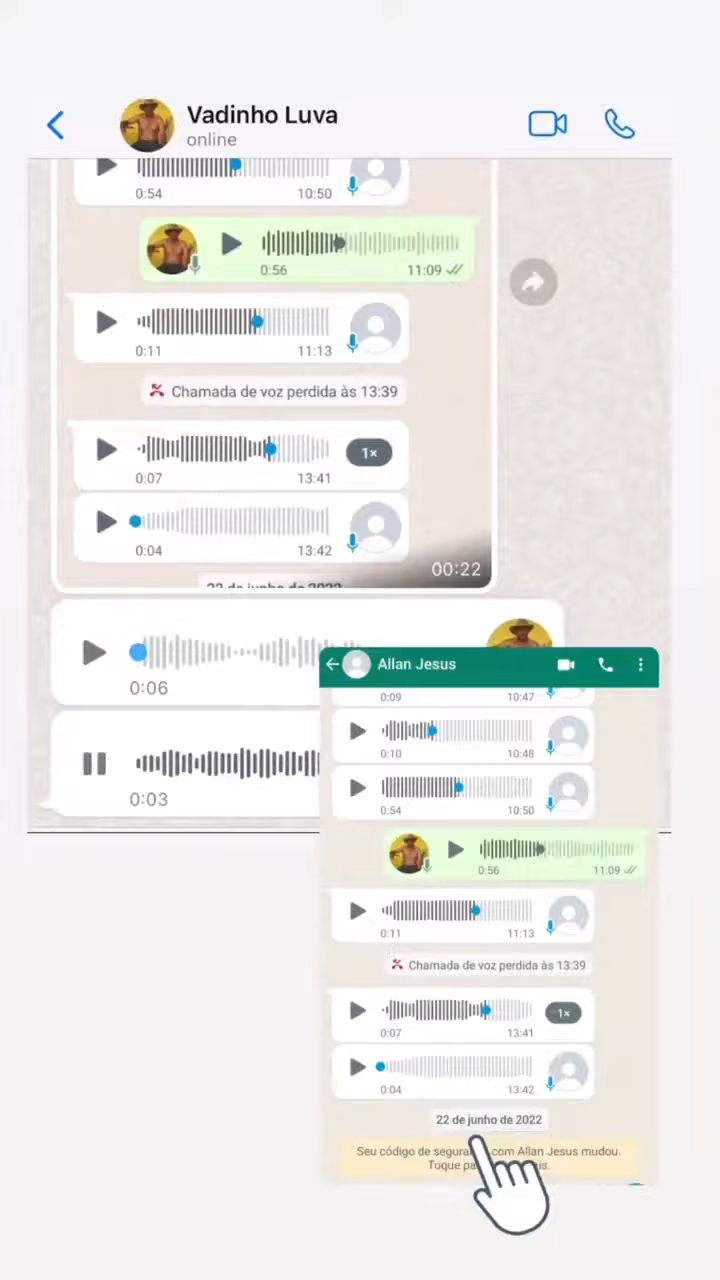 Vadinho Luva
online
0:54 10:50
0:56 11:09
0:11 11:13
Chamada de voz perdida às 13:39
1×
0:07 13:41
0:04 13:42
00:22
22 de junho de 2022
0:06
0:03
Allan Jesus
0:09 10:47
0:10 10:48
0:54 10:50
0:56 11:09
0:11 11:13
Chamada de voz perdida às 13:39
1×
0:07 13:41
0:04 13:42
22 de junho de 2022
Seu código de com Allan Jesus mudou.
Toque